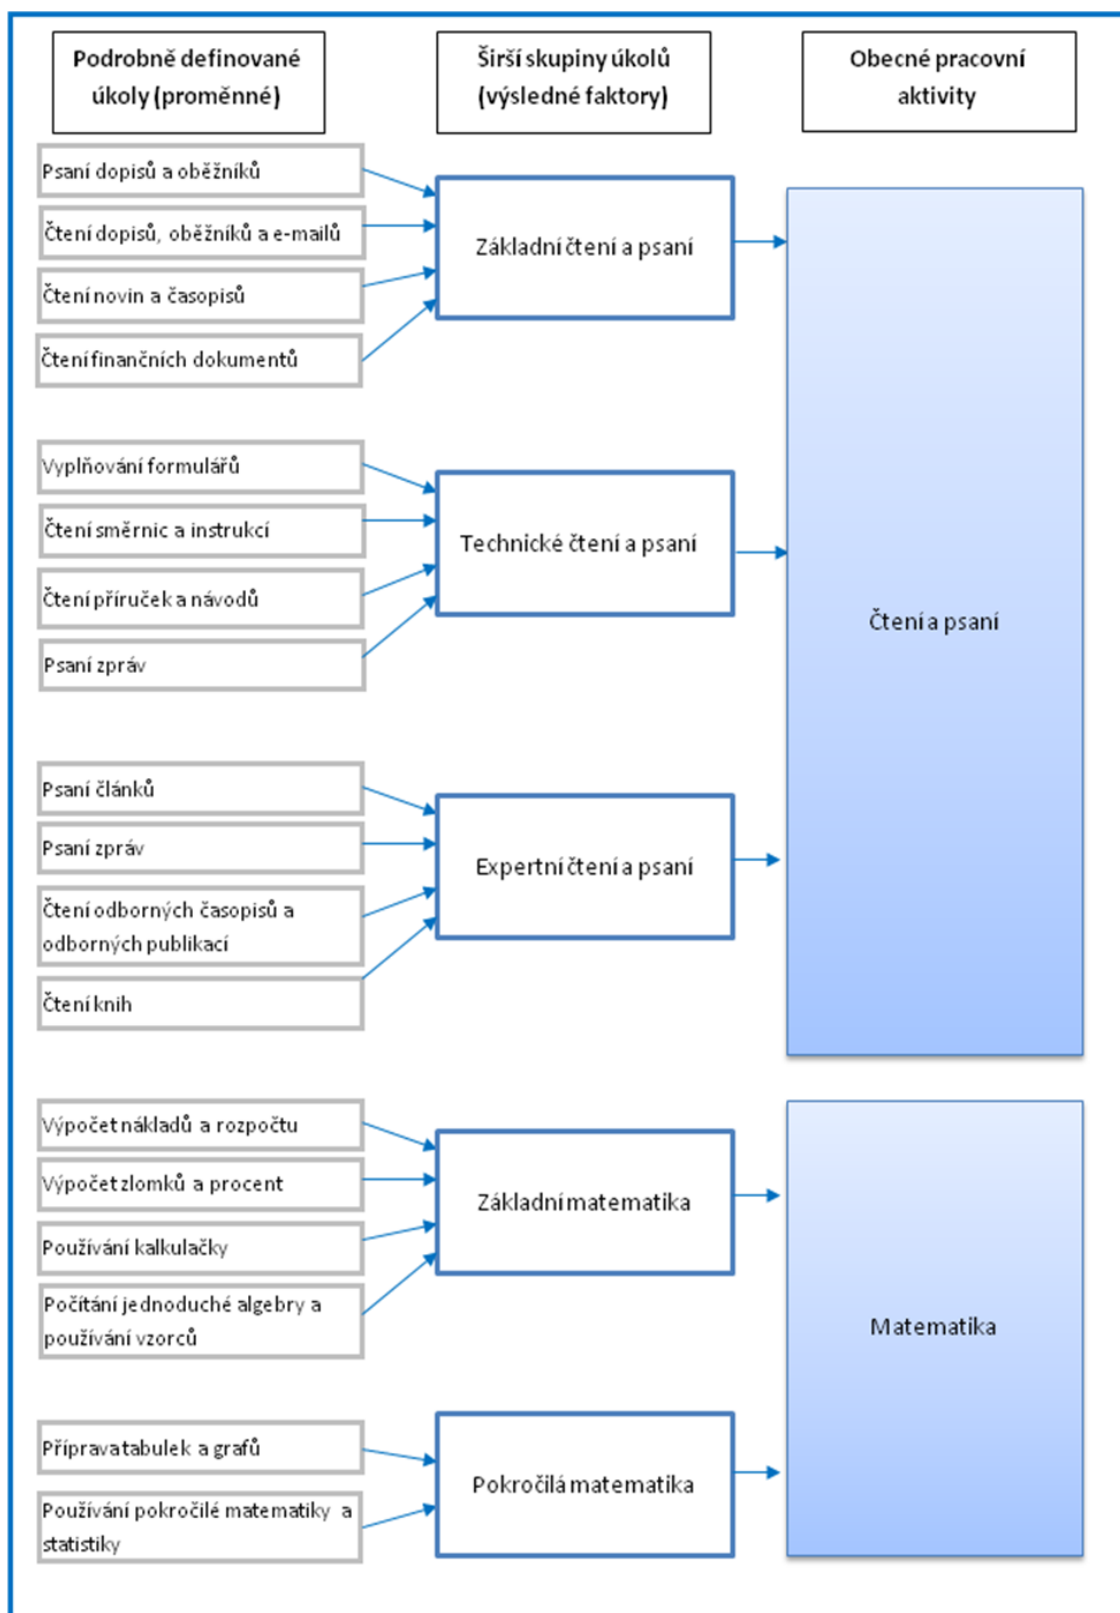 Podrobně definované
úkoly (proměnné)
Širší skupiny úkolů
(výsledné faktory)
Obecné pracovní
aktivity
Psaní dopisů a oběžníků
Čtení dopisů, oběžníků a e-mailů
Čtení novin a časopisů
Čtení finančních dokumentů
Základní čtení a psaní
Vyplňování formulářů
Čtení směrnic a instrukcí
Čtení příruček a návodů
Psaní zpráv
Technické čtení a psaní
Čtení a psaní
Psaní článků
Psaní zpráv
Čtení odborných časopisů a
odborných publikací
Čtení knih
Expertní čtení a psaní
Výpočet nákladů a rozpočtu
Výpočet zlomků a procent
Používání kalkulačky
Počítání jednoduché algebry a
používání vzorců
Základní matematika
Matematika
Příprava tabulek a grafů
Používání pokročilé matematiky a
statistiky
Pokročilá matematika